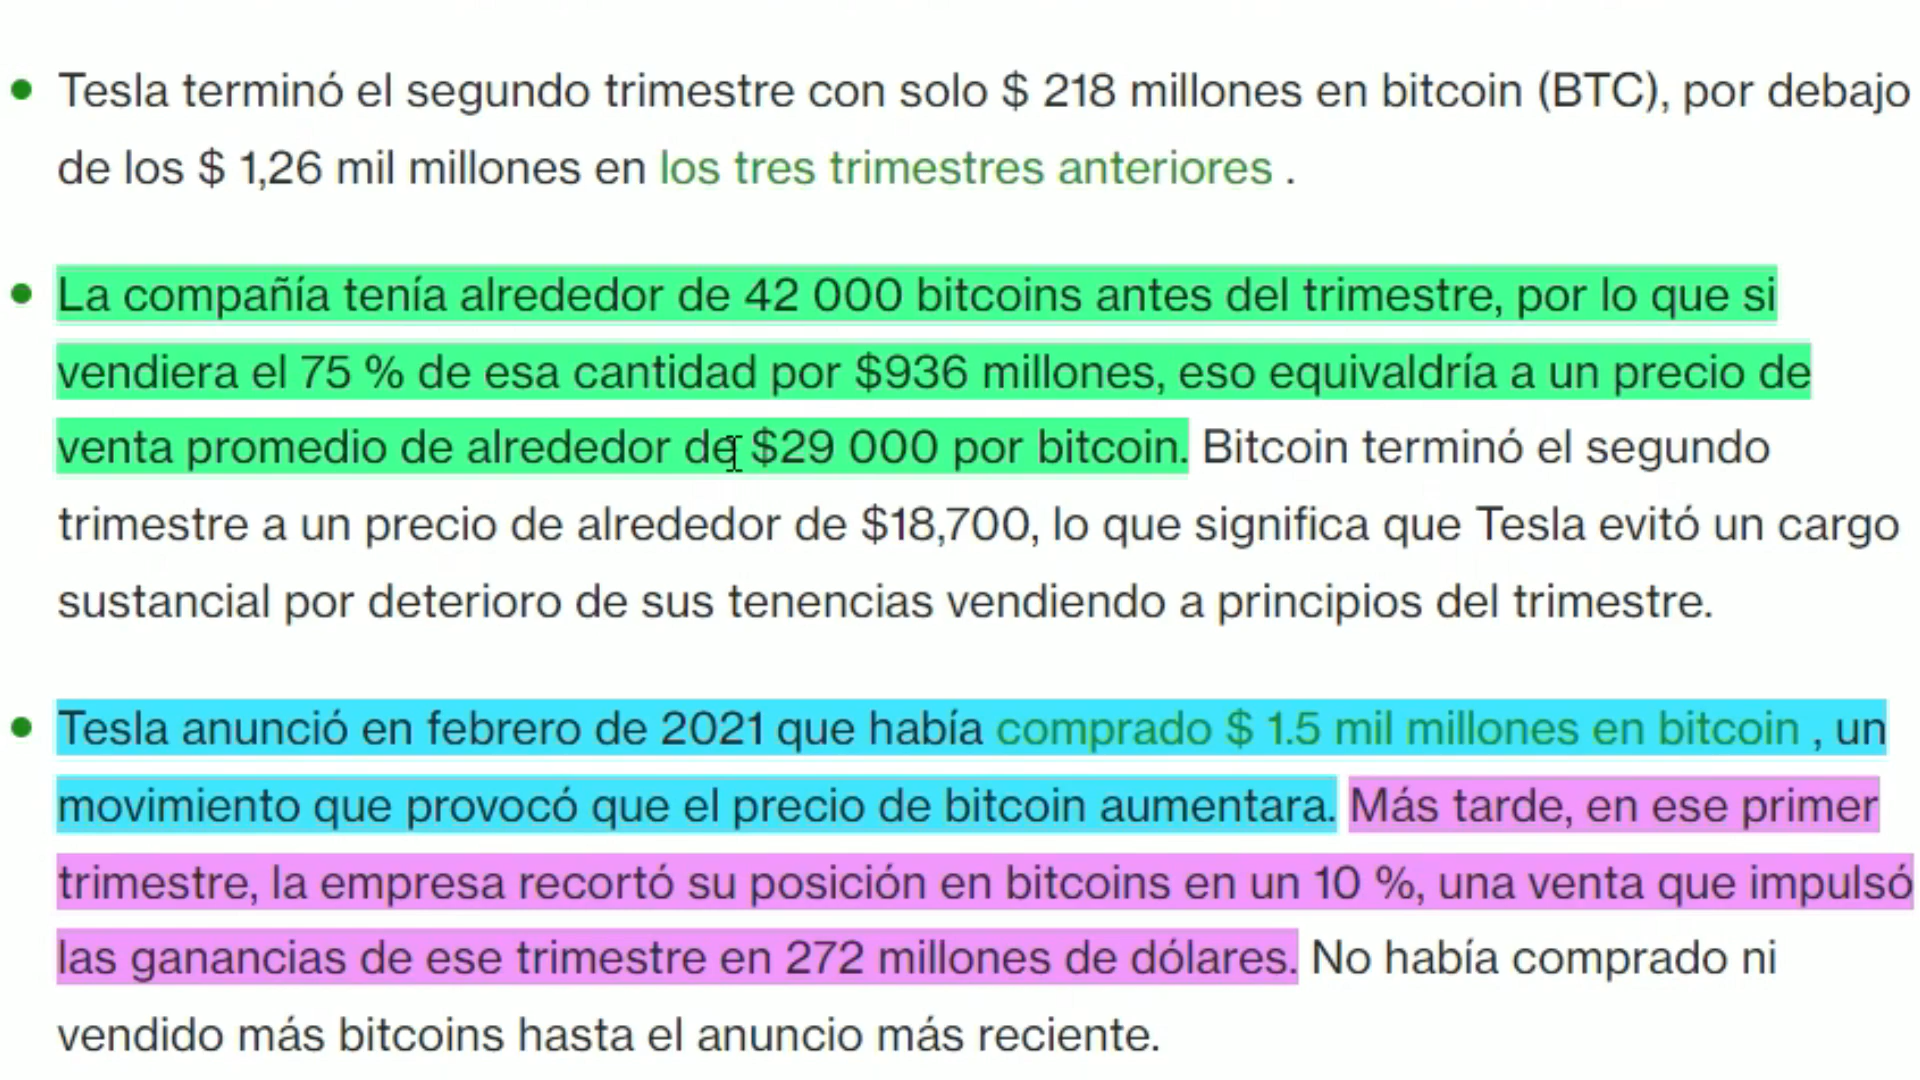 Tesla terminó el segundo trimestre con solo $ 218 millones en bitcoin (BTC), por debajo
de los $ 1,26 mil millones en los tres trimestres anteriores .
La compañía tenía alrededor de 42 000 bitcoins antes del trimestre, por lo que si
vendiera el 75 % de esa cantidad por $936 millones, eso equivaldría a un precio de
venta promedio de alrededor de $29 000 por bitcoin. Bitcoin terminó el segundo
trimestre a un precio de alrededor de $18,700, lo que significa que Tesla evitó un cargo
sustancial por deterioro de sus tenencias vendiendo a principios del trimestre.
Tesla anunció en febrero de 2021 que había comprado $ 1.5 mil millones en bitcoin , un
movimiento que provocó que el precio de bitcoin aumentara. Más tarde, en ese primer
trimestre, la empresa recortó su posición en bitcoins en un 10 %, una venta que impulsó
las ganancias de ese trimestre en 272 millones de dólares. No había comprado ni
vendido más bitcoins hasta el anuncio más reciente.